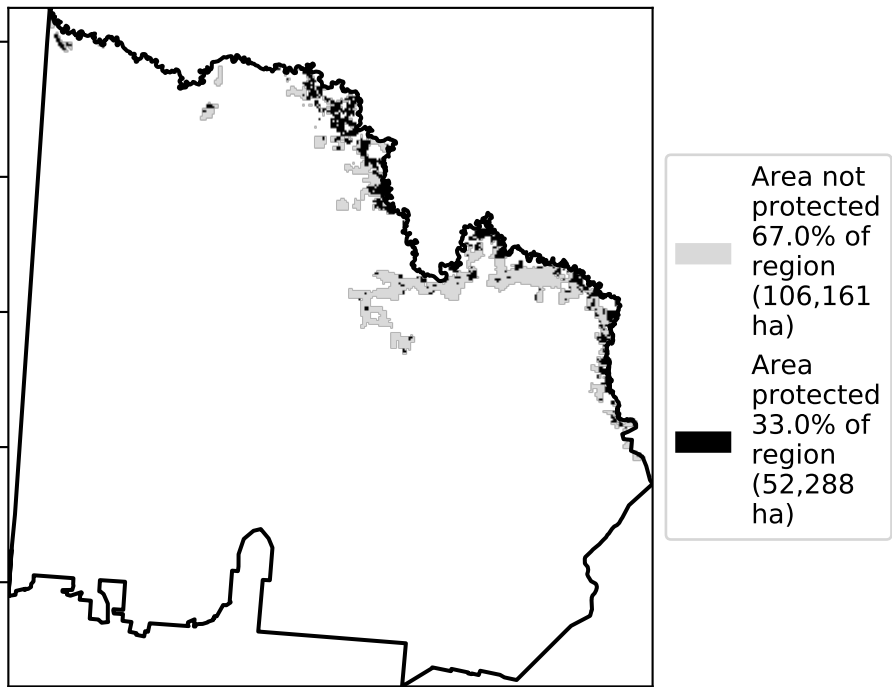 Area not
protected
67.0% of
region
(106,161
ha)
Area
protected
33.0% of
region
(52,288
ha)